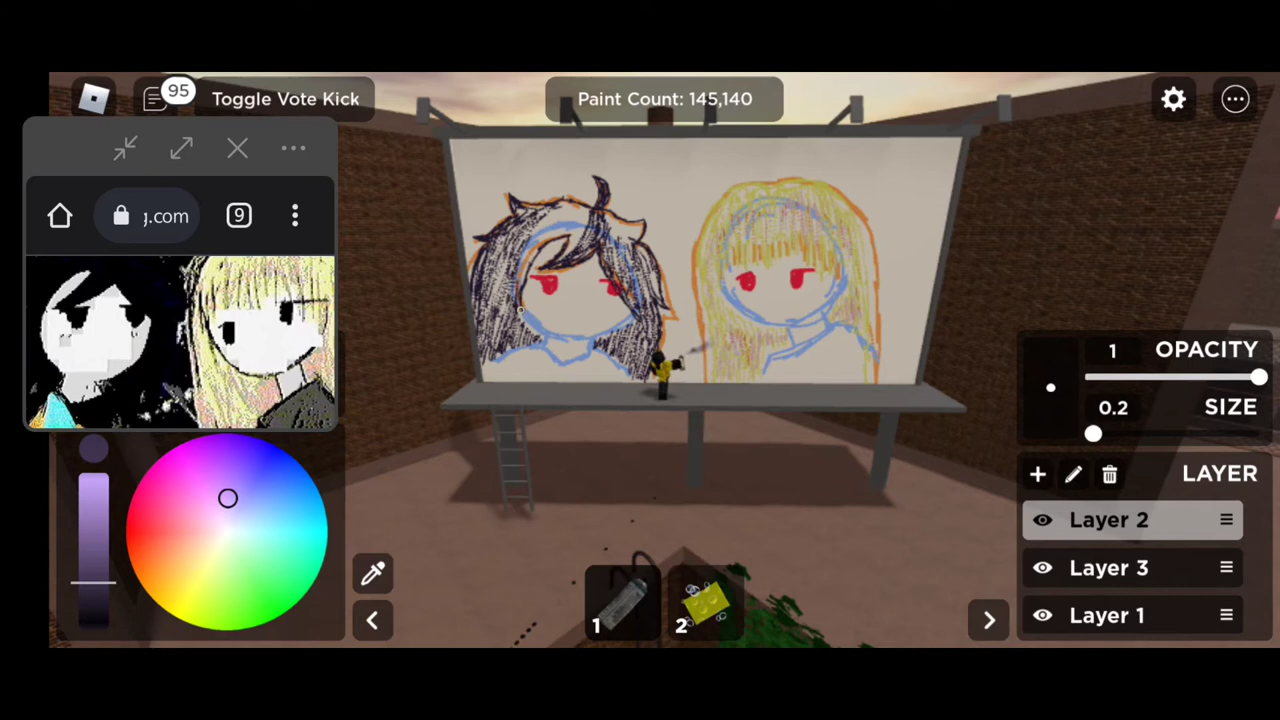 95
Toggle Vote Kick
Paint Count: 145,140
g.com
9
1
OPACITY
0.2
SIZE
LAYER
Layer 2
Layer 3
Layer 1
1
2